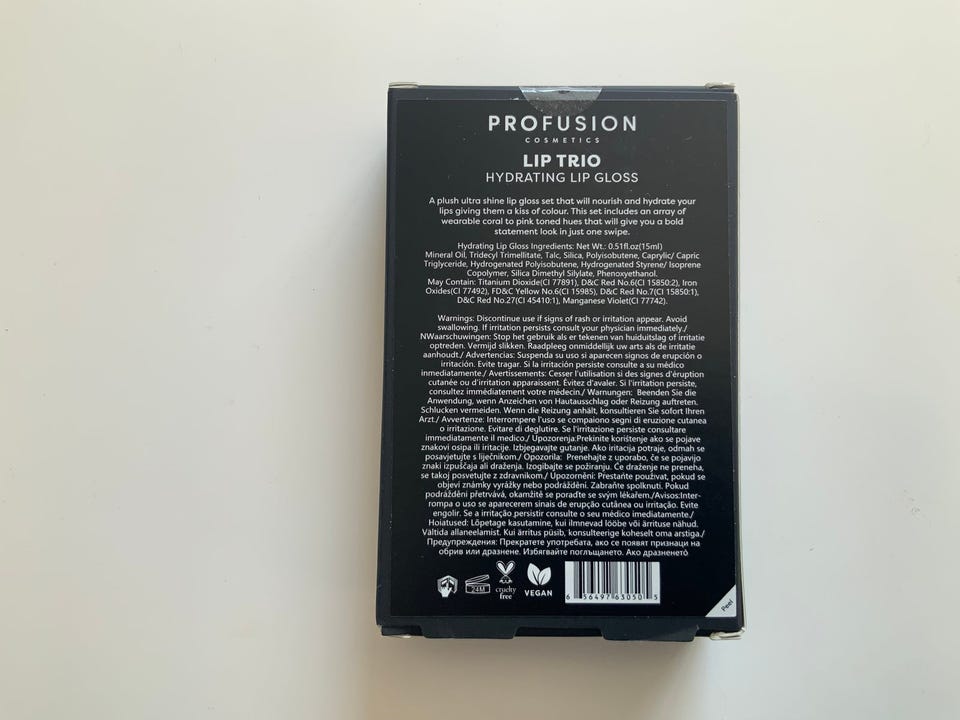 PROFUSION
COSMETICS
LIP TRIO
HYDRATING LIP GLOSS
A plush ultra shine lip gloss set that will nourish and hydrate your
lips giving them a kiss of colour. This set includes an array of
wearable coral to pink toned hues that will give you a bold
statement look in just one swipe.
Hydrating Lip Gloss Ingredients: Net Wt.: 0.51fl.oz(15ml)
Mineral Oil, Tridecyl Trimellitate, Talc, Silica, Polyisobutene, Caprylic/ Capric
Triglyceride, Hydrogenated Polyisobutene, Hydrogenated Styrene/ Isoprene
Copolymer, Silica Dimethyl Silylate, Phenoxyethanol.
May Contain: Titanium Dioxide(CI 77891), D&C Red No.6(CI 15850:2), Iron
Oxides(CI 77492), FD&C Yellow No.6(CI 15985), D&C Red No.7(CI 15850:1),
D&C Red No.27(CI 45410:1), Manganese Violet(CI 77742).
Warnings: Discontinue use if signs of rash or irritation appear. Avoid
swallowing. If irritation persists consult your physician immediately./
NWaarschuwingen: Stop het gebruik als er tekenen van huiduitslag of irritatie
optreden. Vermijd slikken. Raadpleeg onmiddellijk uw arts als de irritatie
aanhoudt./ Advertencias: Suspenda su uso si aparecen signos de erupción o
irritación. Evite tragar. Si la irritación persiste consulte a su médico
inmediatamente./ Avertissements: Cesser l'utilisation si des signes d'éruption
cutanée ou d'irritation apparaissent. Évitez d'avaler. Si l'irritation persiste,
consultez immédiatement votre médecin./ Warnungen: Beenden Sie die
Anwendung, wenn Anzeichen von Hautausschlag oder Reizung auftreten.
Schlucken vermeiden. Wenn die Reizung anhält, konsultieren Sie sofort Ihren
Arzt./ Avvertenze: Interrompere l'uso se compaiono segni di eruzione cutanea
o irritazione. Evitare di deglutire. Se l'irritazione persiste consultare
immediatamente il medico./ Upozorenja:Prekinite korištenje ako se pojave
znakovi osipa ili iritacije. Izbjegavajte gutanje. Ako iritacija potraje, odmah se
posavjetujte s liječnikom./ Opozorila: Prenehajte z uporabo, če se pojavijo
znaki izpuščaja ali draženja. Izogibajte se požiranju. Če draženje ne preneha,
se takoj posvetujte z zdravnikom./ Upozornění: Prestaňte používat, pokud se
objeví známky vyrážky nebo podráždění. Zabraňte spolknutí. Pokud
podráždění přetrvává, okamžitě se poraďte se svým lékařem./Avisos:Inter-
rompa o uso se aparecerem sinais de erupção cutânea ou irritação. Evite
engolir. Se a irritação persistir consulte o seu médico imediatamente./
Hoiatused: Lõpetage kasutamine, kui ilmnevad lööbe või ärrituse nähud.
Vältida allaneelamist. Kui ärritus püsib, konsulteerige koheselt oma arstiga./
Предупреждения: Прекратете употребата, ако се появят признаци на
обрив или дразнене. Избягвайте поглъщането. Ако дразненето
24M
cruelty
free
VEGAN
6 56497 63050 5
Peel